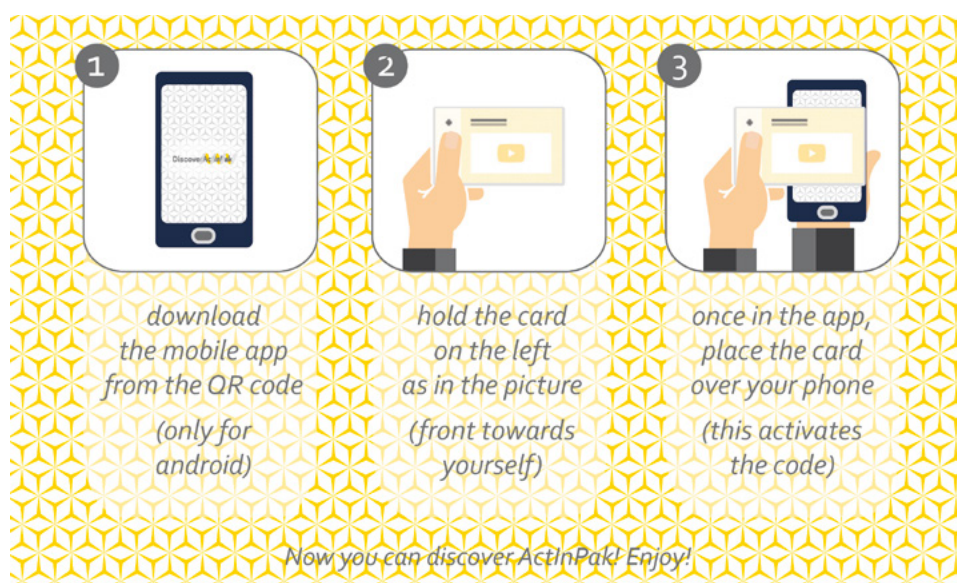 1
2
3
Discover ActInPak
download
the mobile app
from the QR code
(only for
android)
hold the card
on the left
as in the picture
(front towards
yourself)
once in the app,
place the card
over your phone
(this activates
the code)
Now you can discover ActInPak! Enjoy!